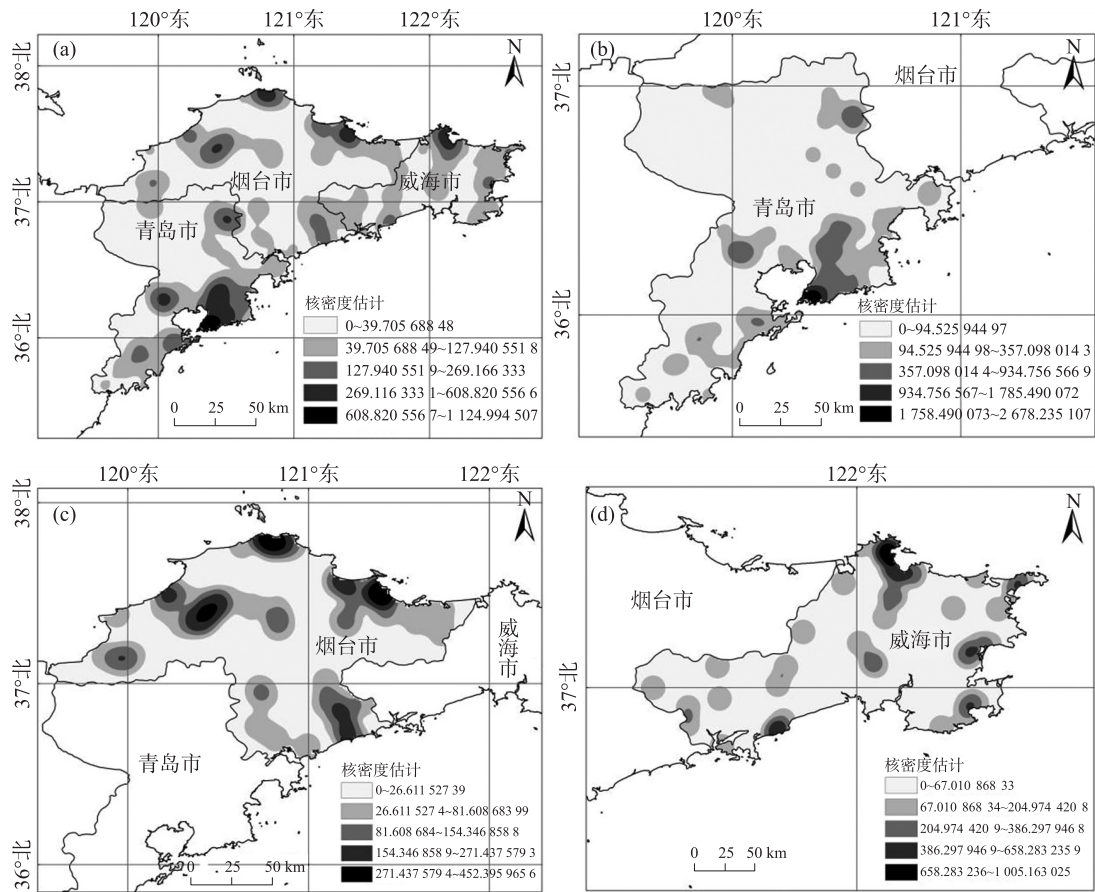 120°东
121°东
122°东
(a)
N
38°北
37°北
36°北
烟台市
威海市
青岛市
核密度估计
0~39.705 688 48
39.705 688 49~127.940 551 8
127.940 551 9~269.166 333
269.116 333 1~608.820 556 6
608.820 556 7~1 124.994 507
0 25 50 km
120°东
121°东
(b)
N
37°北
36°北
烟台市
青岛市
核密度估计
0~94.525 944 97
94.525 944 98~357.098 014 3
357.098 014 4~934.756 566 9
934.756 567~1 785.490 072
1 758.490 073~2 678.235 107
0 25 50 km
120°东
121°东
122°东
(c)
N
38°北
37°北
36°北
烟台市
威海市
青岛市
核密度估计
0~26.611 527 39
26.611 527 4~81.608 683 99
81.608 684~154.346 858 8
154.346 858 9~271.437 579 3
271.437 579 4~452.395 965 6
0 25 50 km
122°东
(d)
N
37°北
烟台市
威海市
核密度估计
0~67.010 868 33
67.010 868 34~204.974 420 8
204.974 420 9~386.297 946 8
386.297 946 9~658.283 235 9
658.283 236~1 005.163 025
0 25 50 km